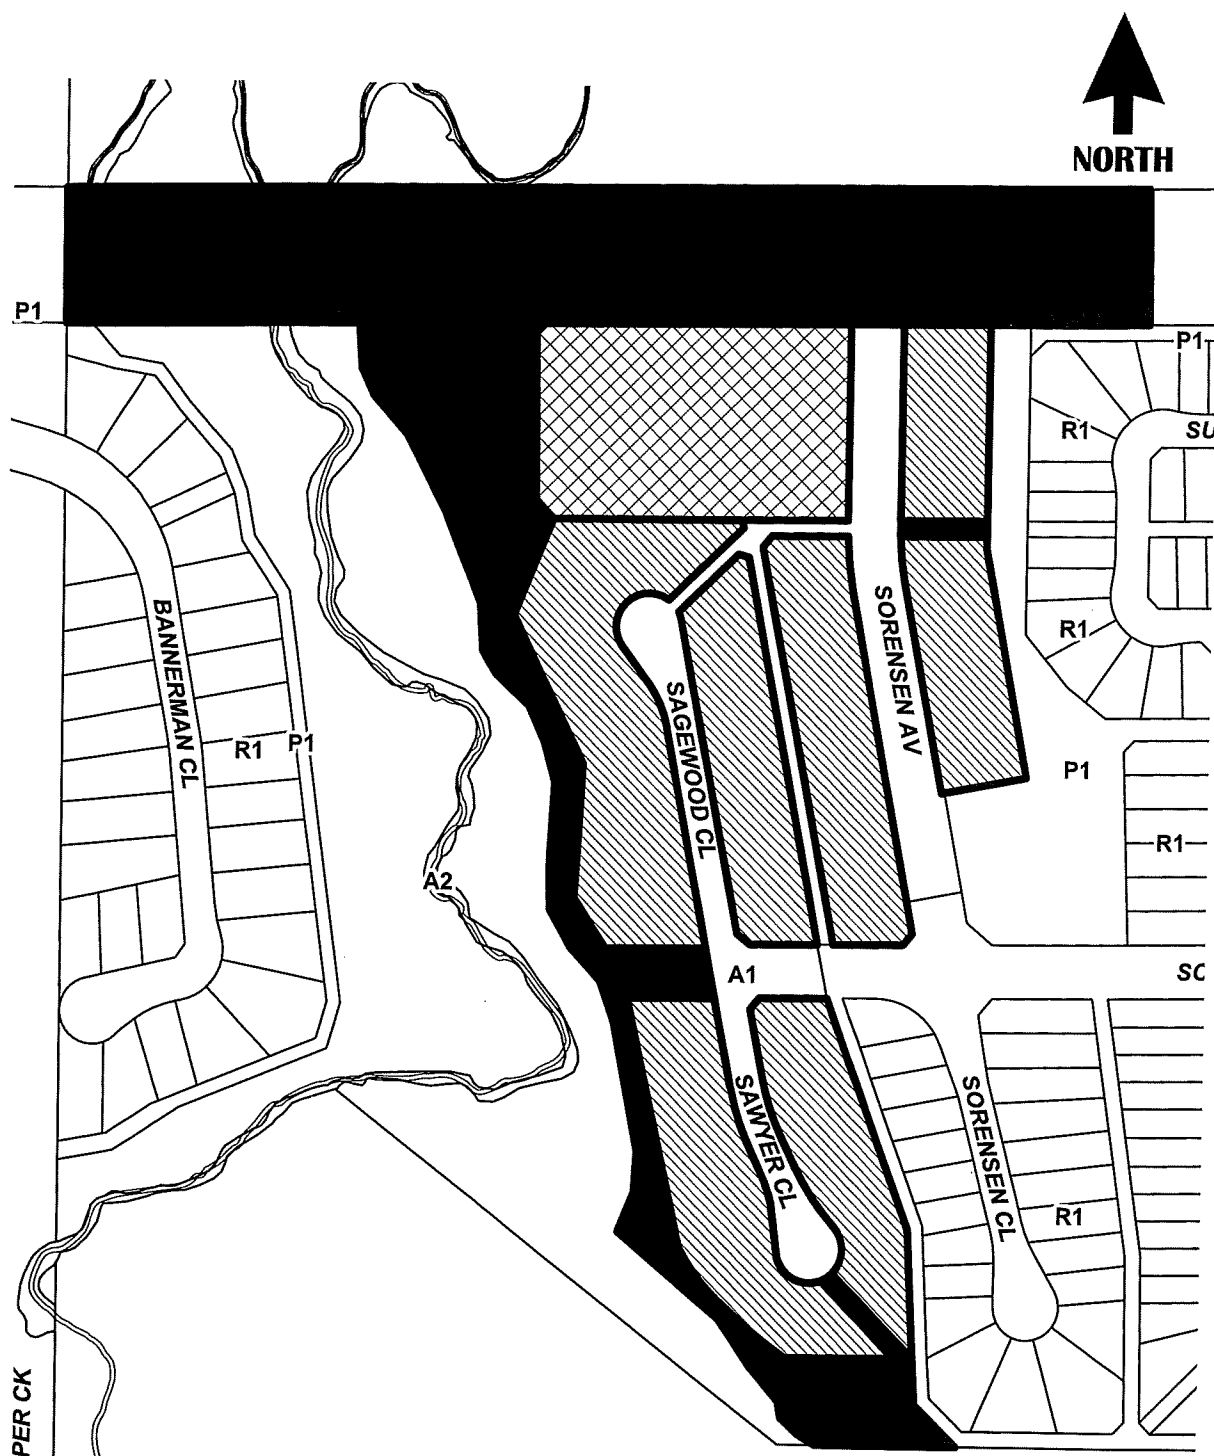 NORTH
P1
P1
R1
SU
BANNERMAN CL
SORENSEN AV
R1
SAGEWOOD CL
R1
P1
P1
R1
A2
A1
SC
SAWYER CL
SORENSEN CL
R1
PER CK